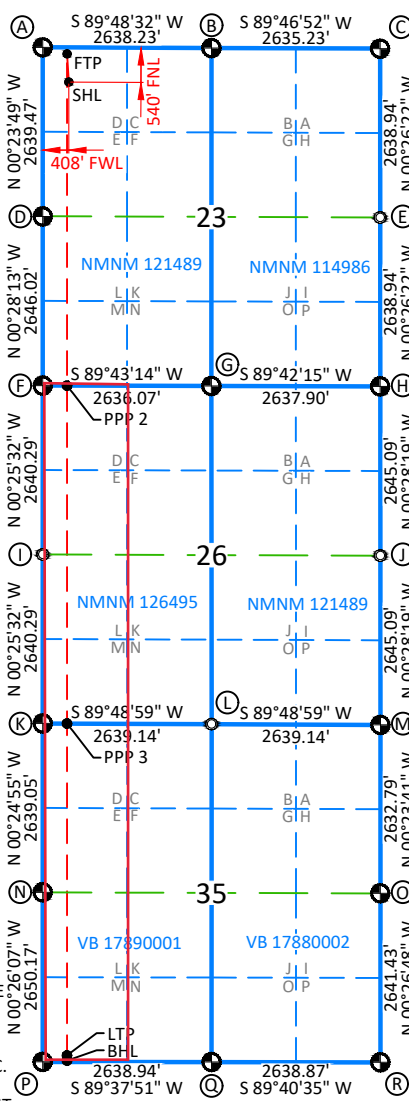 A
S 89°48'32" W
2638.23'
B
S 89°46'52" W
2635.23'
C
FTP
SHL
540' FNL
408' FWL
N 00°23'49" W
2639.47'
2638.94'
D C
E F
B A
G H
D
23
E
NMNM 121489
NMNM 114986
N 00°28'13" W
2646.02'
2638.94'
L K
M N
J I
O P
S 89°43'14" W
G
S 89°42'15" W
F
2636.07'
2637.90'
H
PPP 2
N 00°25'32" W
2640.29'
2645.09'
D C
E F
B A
G H
I
26
J
NMNM 126495
NMNM 121489
N 00°25'32" W
2640.29'
2645.09'
L K
M N
J I
O P
S 89°48'59" W
L
S 89°48'59" W
K
2639.14'
2639.14'
M
PPP 3
N 00°24'55" W
2639.05'
2632.79'
D C
E F
B A
G H
N
35
O
VB 17890001
VB 17880002
N 00°26'07" W
2650.17'
N 00°26'48" W
2641.43'
L K
M N
J I
O P
LTP
BHL
C.
P
2638.94'
S 89°37'51" W
Q
2638.87'
S 89°40'35" W
R